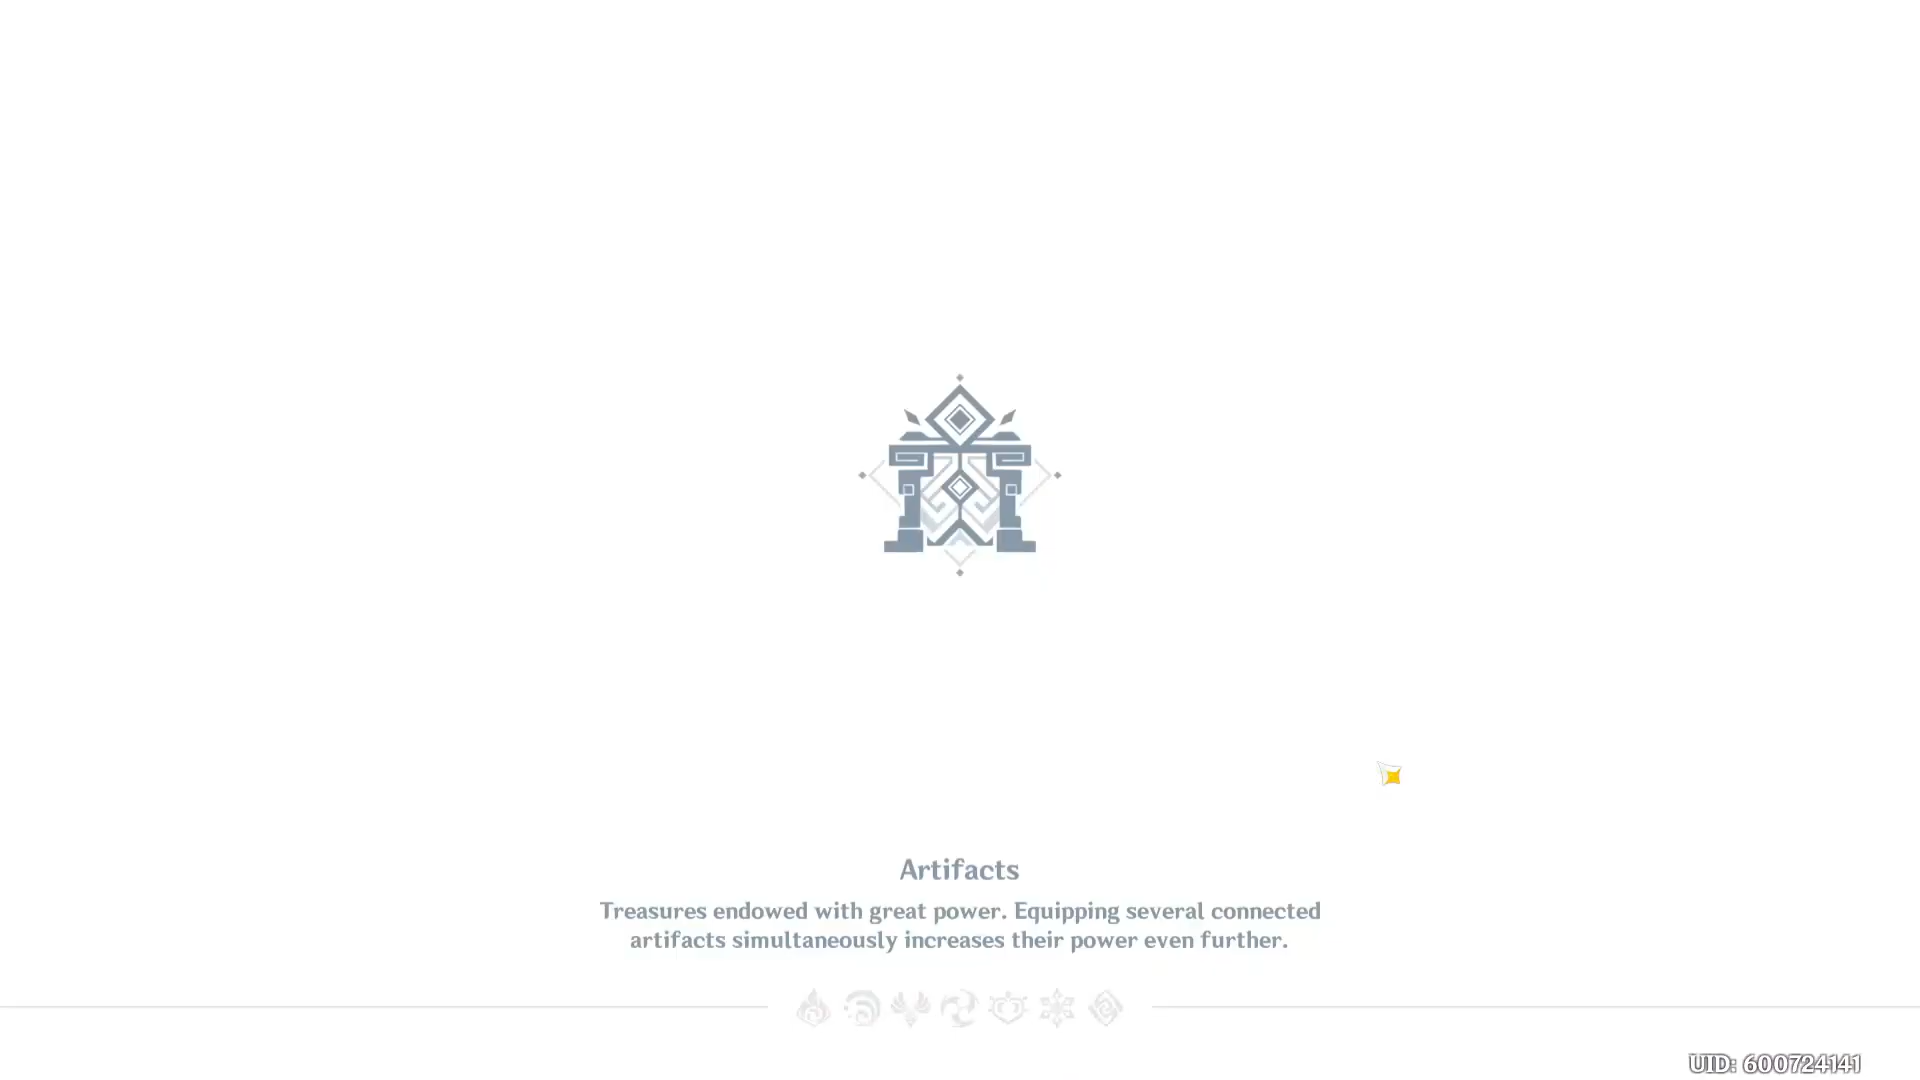 Artifacts
Treasures endowed with great power. Equipping several connected
artifacts simultaneously increases their power even further.
UID: 600724141